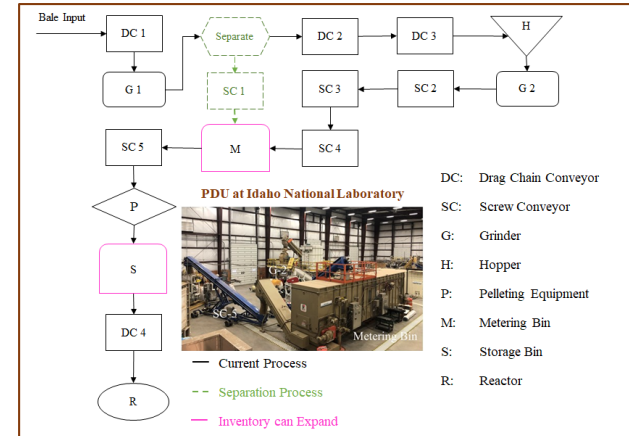 Bale Input
DC 1
Separate
DC 2
DC 3
H
G 1
SC 1
SC 3
SC 2
G 2
SC 5
M
SC 4
P
PDU at Idaho National Laboratory
S
SC-5
Metering Bin
DC 4
R
DC: Drag Chain Conveyor
SC: Screw Conveyor
G: Grinder
H: Hopper
P: Pelleting Equipment
M: Metering Bin
S: Storage Bin
R: Reactor
Current Process
Separation Process
Inventory can Expand